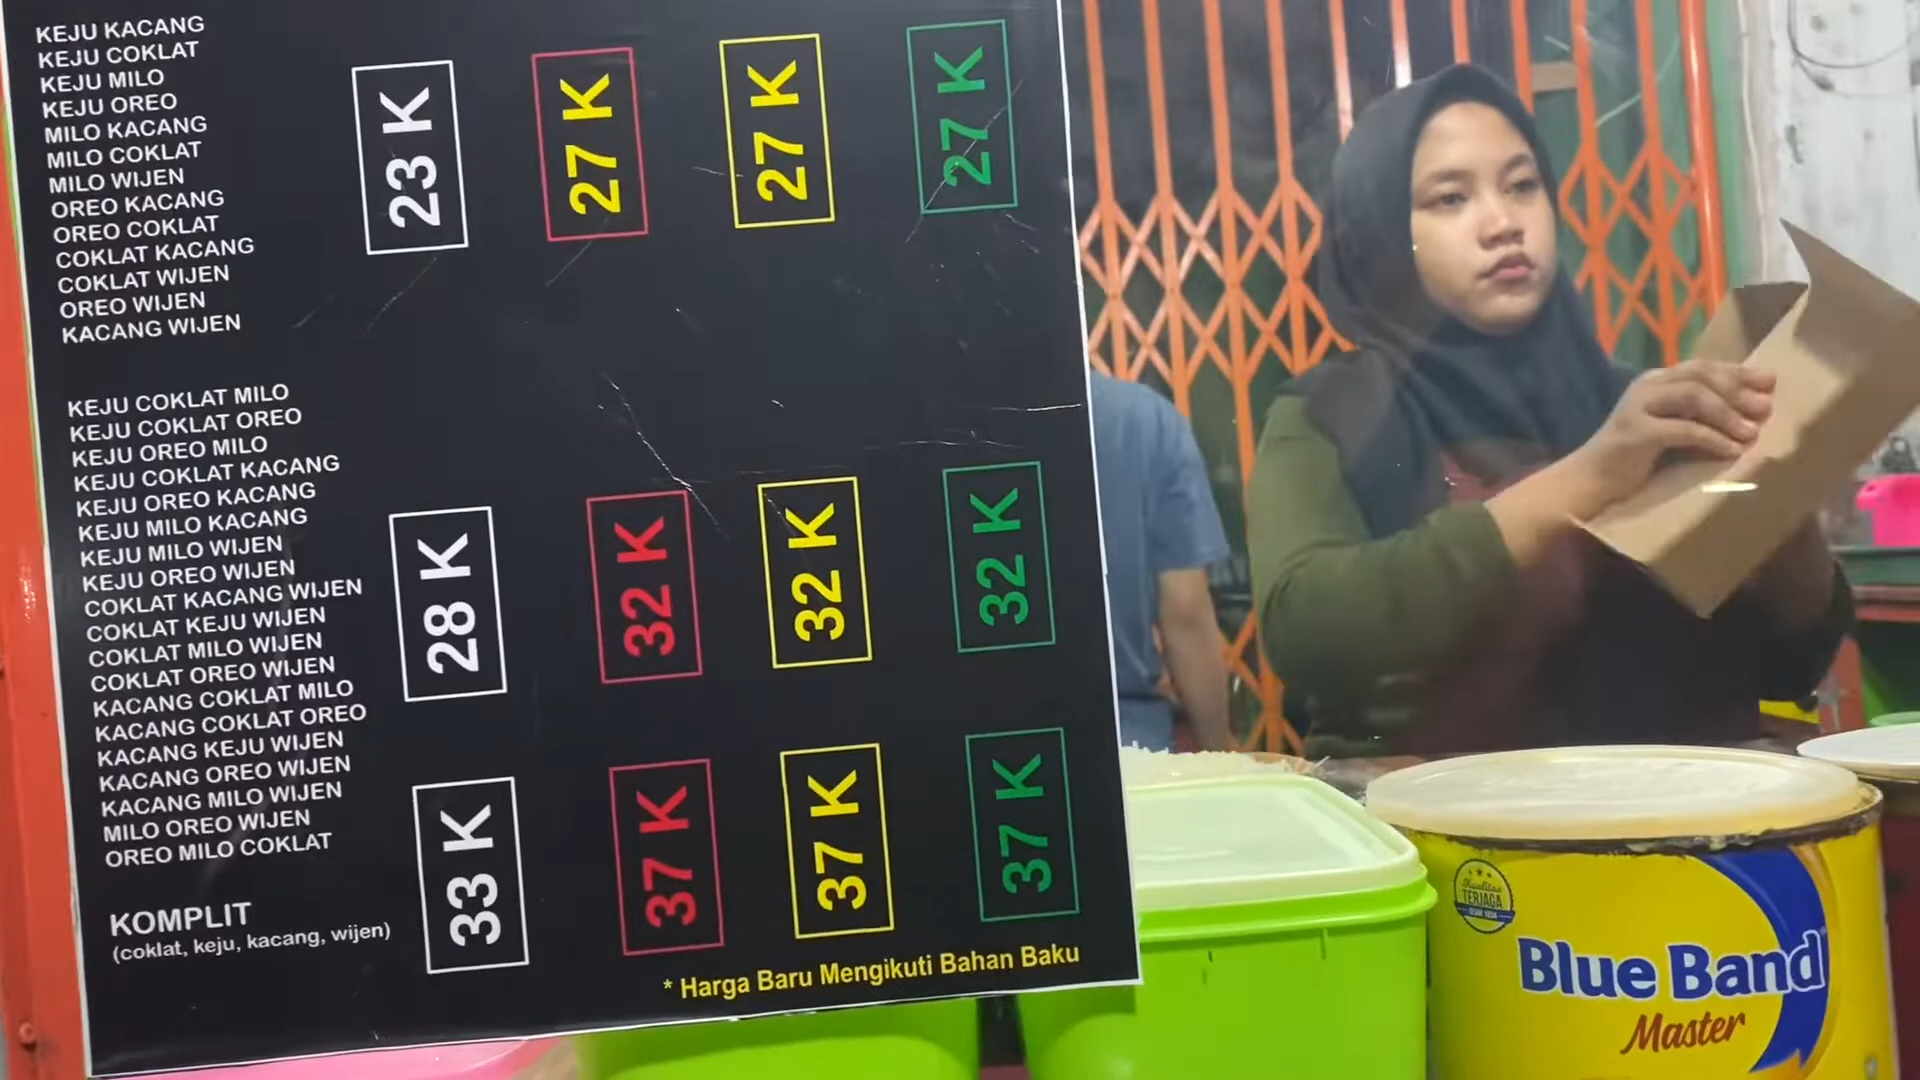 KEJU KACANG
KEJU COKLAT
KEJU MILO
KEJU OREO
MILO KACANG
MILO COKLAT
MILO WIJEN
OREO KACANG
OREO COKLAT
COKLAT KACANG
COKLAT WIJEN
OREO WIJEN
KACANG WIJEN
23 K
27 K
27 K
27 K
KEJU COKLAT MILO
KEJU COKLAT OREO
KEJU OREO MILO
KEJU COKLAT KACANG
KEJU OREO KACANG
KEJU MILO KACANG
KEJU MILO WIJEN
KEJU OREO WIJEN
COKLAT KACANG WIJEN
COKLAT KEJU WIJEN
COKLAT MILO WIJEN
COKLAT OREO WIJEN
KACANG COKLAT MILO
KACANG COKLAT OREO
KACANG KEJU WIJEN
KACANG OREO WIJEN
KACANG MILO WIJEN
MILO OREO WIJEN
OREO MILO COKLAT
28 K
32 K
32 K
32 K
KOMPLIT
(coklat, keju, kacang, wijen)
33 K
37 K
37 K
37 K
* Harga Baru Mengikuti Bahan Baku
Kualitas
TERJAGA
Blue Band
Master